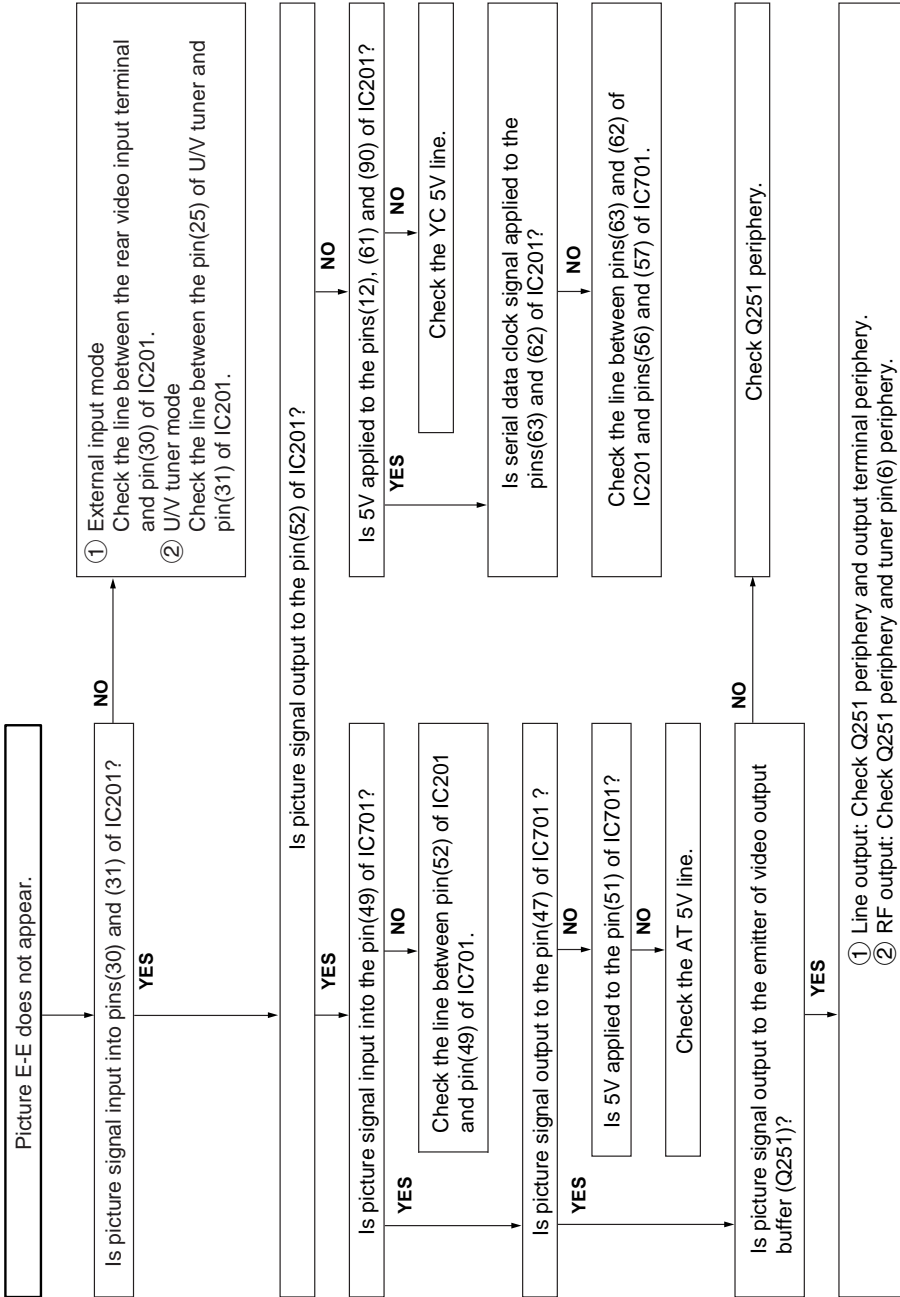 Picture E-E does not appear.
Is picture signal input into pins(30) and (31) of IC201?
NO
YES
① External input mode
Check the line between the rear video input terminal
and pin(30) of IC201.
② U/V tuner mode
Check the line between the pin(25) of U/V tuner and
pin(31) of IC201.
Is picture signal output to the pin(52) of IC201?
NO
YES
Is picture signal input into the pin(49) of IC701?
NO
YES
Check the line between pin(52) of IC201
and pin(49) of IC701.
Is 5V applied to the pins(12), (61) and (90) of IC201?
NO
YES
Check the YC 5V line.
Is serial data clock signal applied to the
pins(63) and (62) of IC201?
NO
Check the line between pins(63) and (62) of
IC201 and pins(56) and (57) of IC701.
Is picture signal output to the pin(47) of IC701 ?
NO
YES
Is 5V applied to the pin(51) of IC701?
NO
Check the AT 5V line.
Is picture signal output to the emitter of video output
buffer (Q251)?
NO
YES
Check Q251 periphery.
① Line output: Check Q251 periphery and output terminal periphery.
② RF output: Check Q251 periphery and tuner pin(6) periphery.